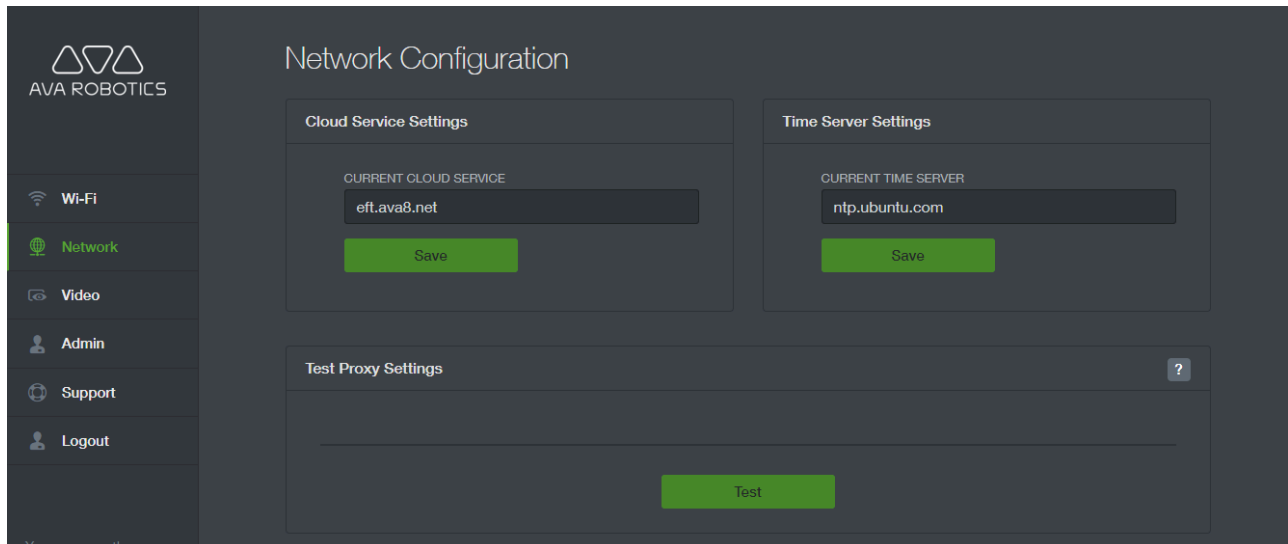 AVA ROBOTICS
Wi-Fi
Network
Video
Admin
Support
Logout
Network Configuration
Cloud Service Settings
CURRENT CLOUD SERVICE
eft.ava8.net
Save
Time Server Settings
CURRENT TIME SERVER
ntp.ubuntu.com
Save
Test Proxy Settings
?
Test